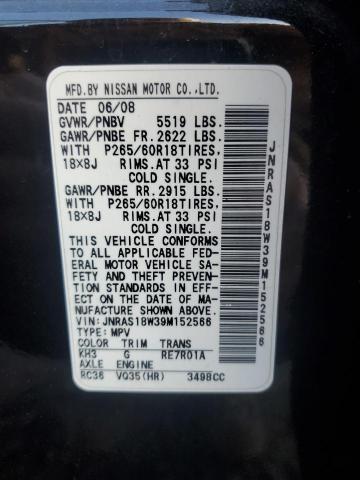 MFD.BY NISSAN MOTOR CO.,LTD.
DATE 06/08
GVWR/PNBV 5519 LBS.
GAWR/PNBE FR.2622 LBS.
WITH P265/60R18TIRES,
18X8J RIMS.AT 33 PSI
COLD SINGLE.
GAWR/PNBE RR.2915 LBS.
WITH P265/60R18TIRES,
18X8J RIMS.AT 33 PSI
COLD SINGLE.
THIS VEHICLE CONFORMS
TO ALL APPLICABLE FED-
ERAL MOTOR VEHICLE SA-
FETY AND THEFT PREVEN-
TION STANDARDS IN EFF-
ECT ON THE DATE OF MA-
NUFACTURE SHOWN ABOVE.
VIN:JNRAS18W39M152566
TYPE:MPV
COLOR TRIM TRANS
KH3 G RE7R01A
AXLE ENGINE
RC36 VQ35(HR) 3498CC
JNRAS18W39M152566